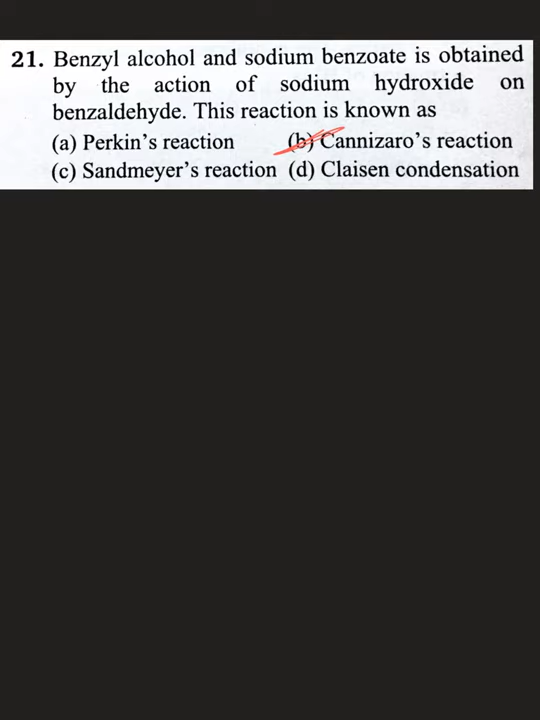 21. Benzyl alcohol and sodium benzoate is obtained
by the action of sodium hydroxide on
benzaldehyde. This reaction is known as
(a) Perkin's reaction (b) Cannizaro's reaction
(c) Sandmeyer's reaction (d) Claisen condensation